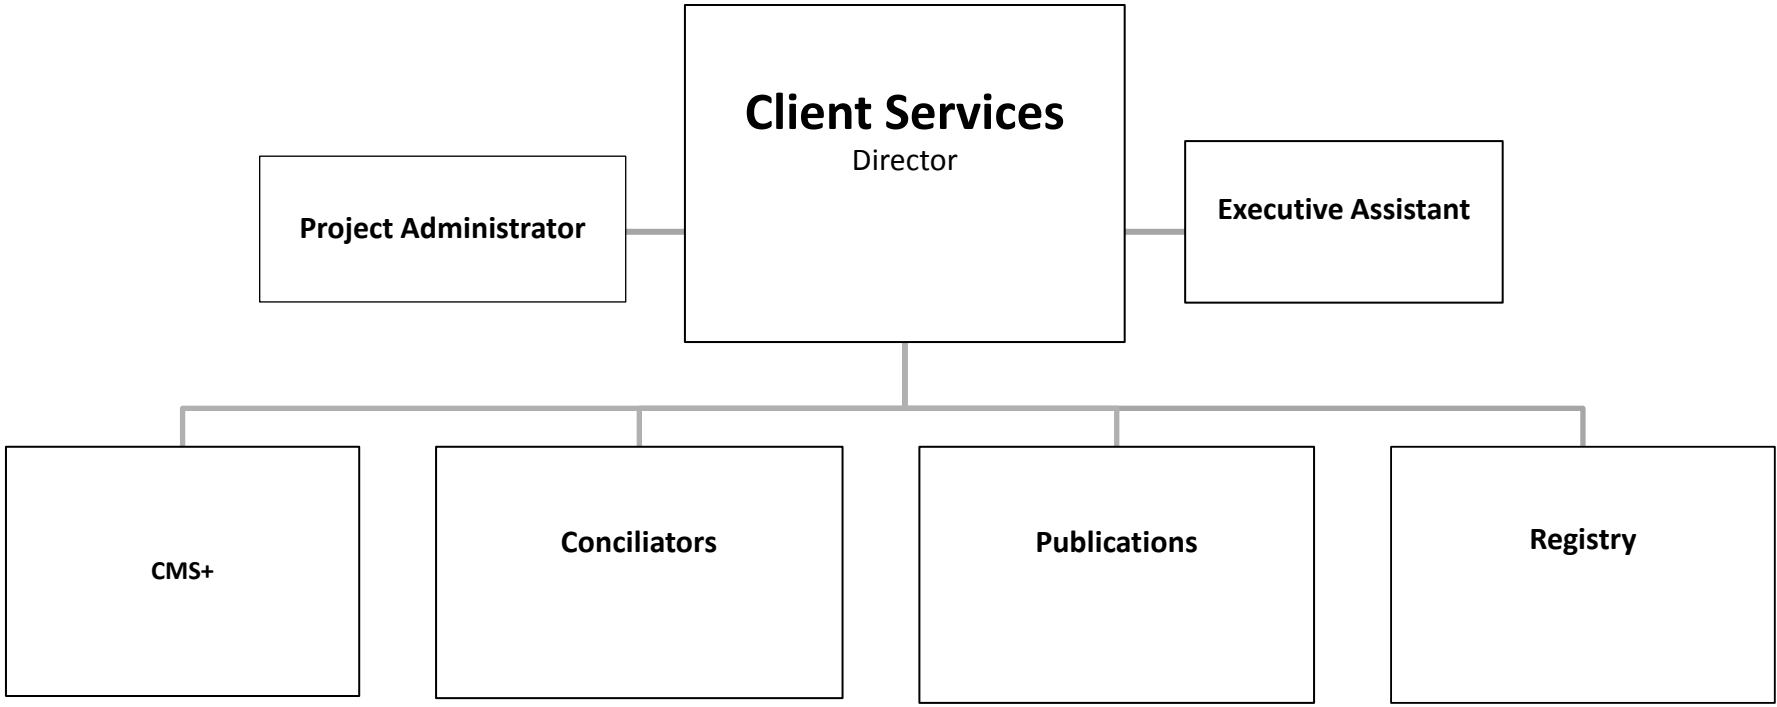 Client Services
Director
Project Administrator
Executive Assistant
CMS+
Conciliators
Publications
Registry